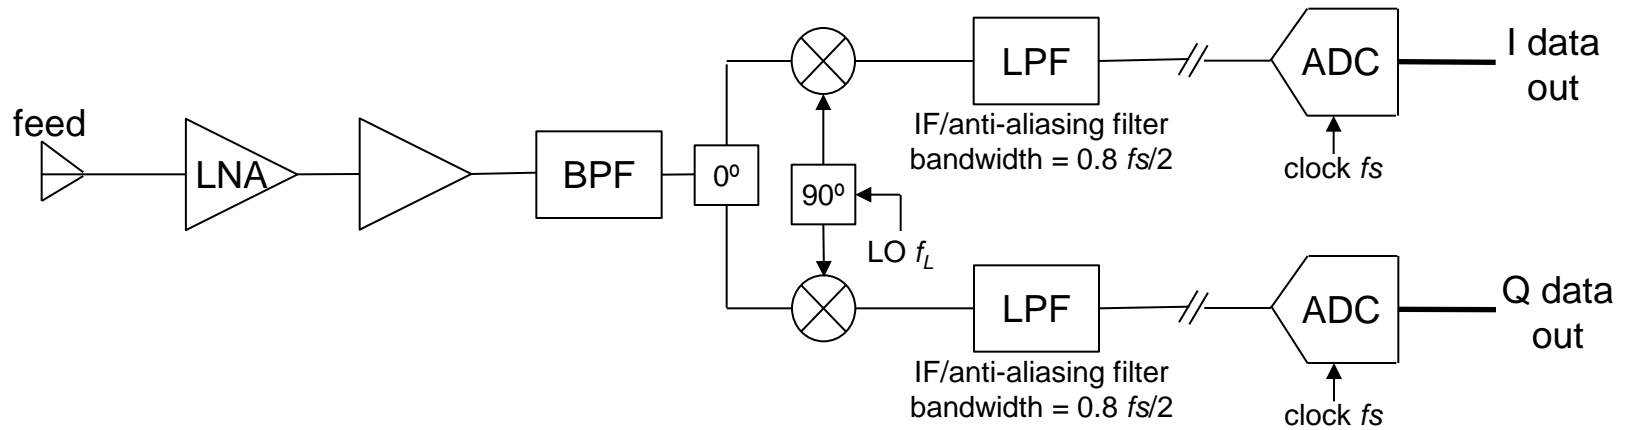 feed
LNA
BPF
0º
90º
LO f_L
LPF
IF/anti-aliasing filter
bandwidth = 0.8 fs/2
ADC
clock fs
I data
out
LPF
IF/anti-aliasing filter
bandwidth = 0.8 fs/2
ADC
clock fs
Q data
out